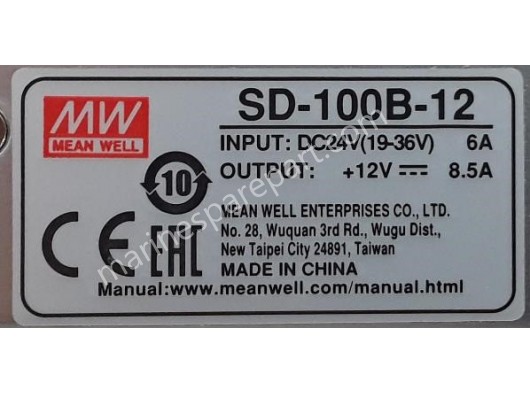 MW
MEAN WELL
SD-100B-12
INPUT: DC24V(19-36V) 6A
OUTPUT: +12V⎓ 8.5A
10
MEAN WELL ENTERPRISES CO., LTD.
No. 28, Wuquan 3rd Rd., Wugu Dist.,
New Taipei City 24891, Taiwan
CE EAC
MADE IN CHINA
Manual:www.meanwell.com/manual.html
marinesparepart.com